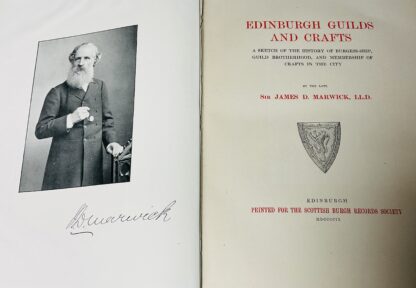 J.D. Marwick
EDINBURGH GUILDS
AND CRAFTS
A SKETCH OF THE HISTORY OF BURGESS-SHIP,
GUILD BROTHERHOOD, AND MEMBERSHIP OF
CRAFTS IN THE CITY
BY THE LATE
SIR JAMES D. MARWICK, LL.D.
EDINBURGH
PRINTED FOR THE SCOTTISH BURGH RECORDS SOCIETY
MDCCCCIX